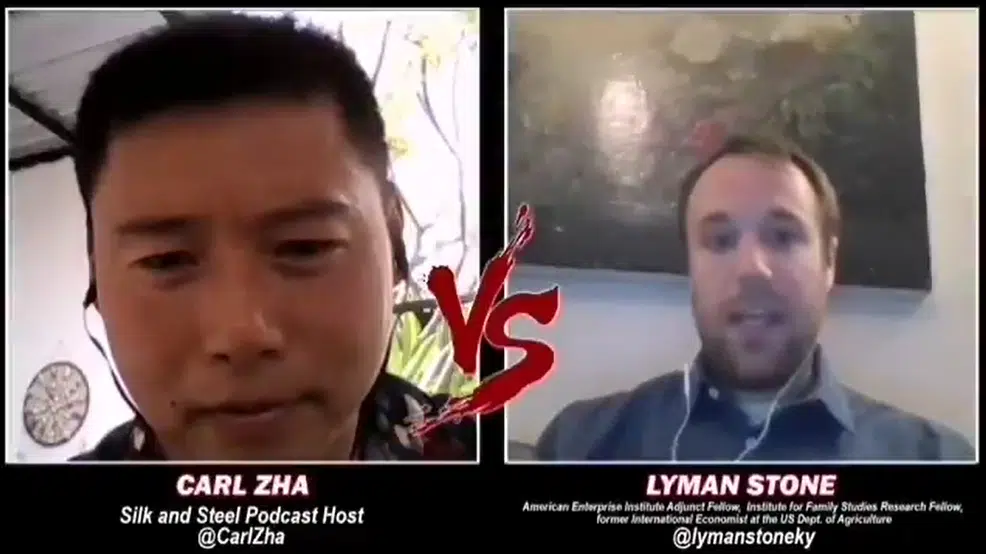 VS
CARL ZHA
Silk and Steel Podcast Host
@CarlZha
LYMAN STONE
American Enterprise Institute Adjunct Fellow, Institute for Family Studies Research Fellow,
former International Economist at the US Dept. of Agriculture
@lymanstoneky